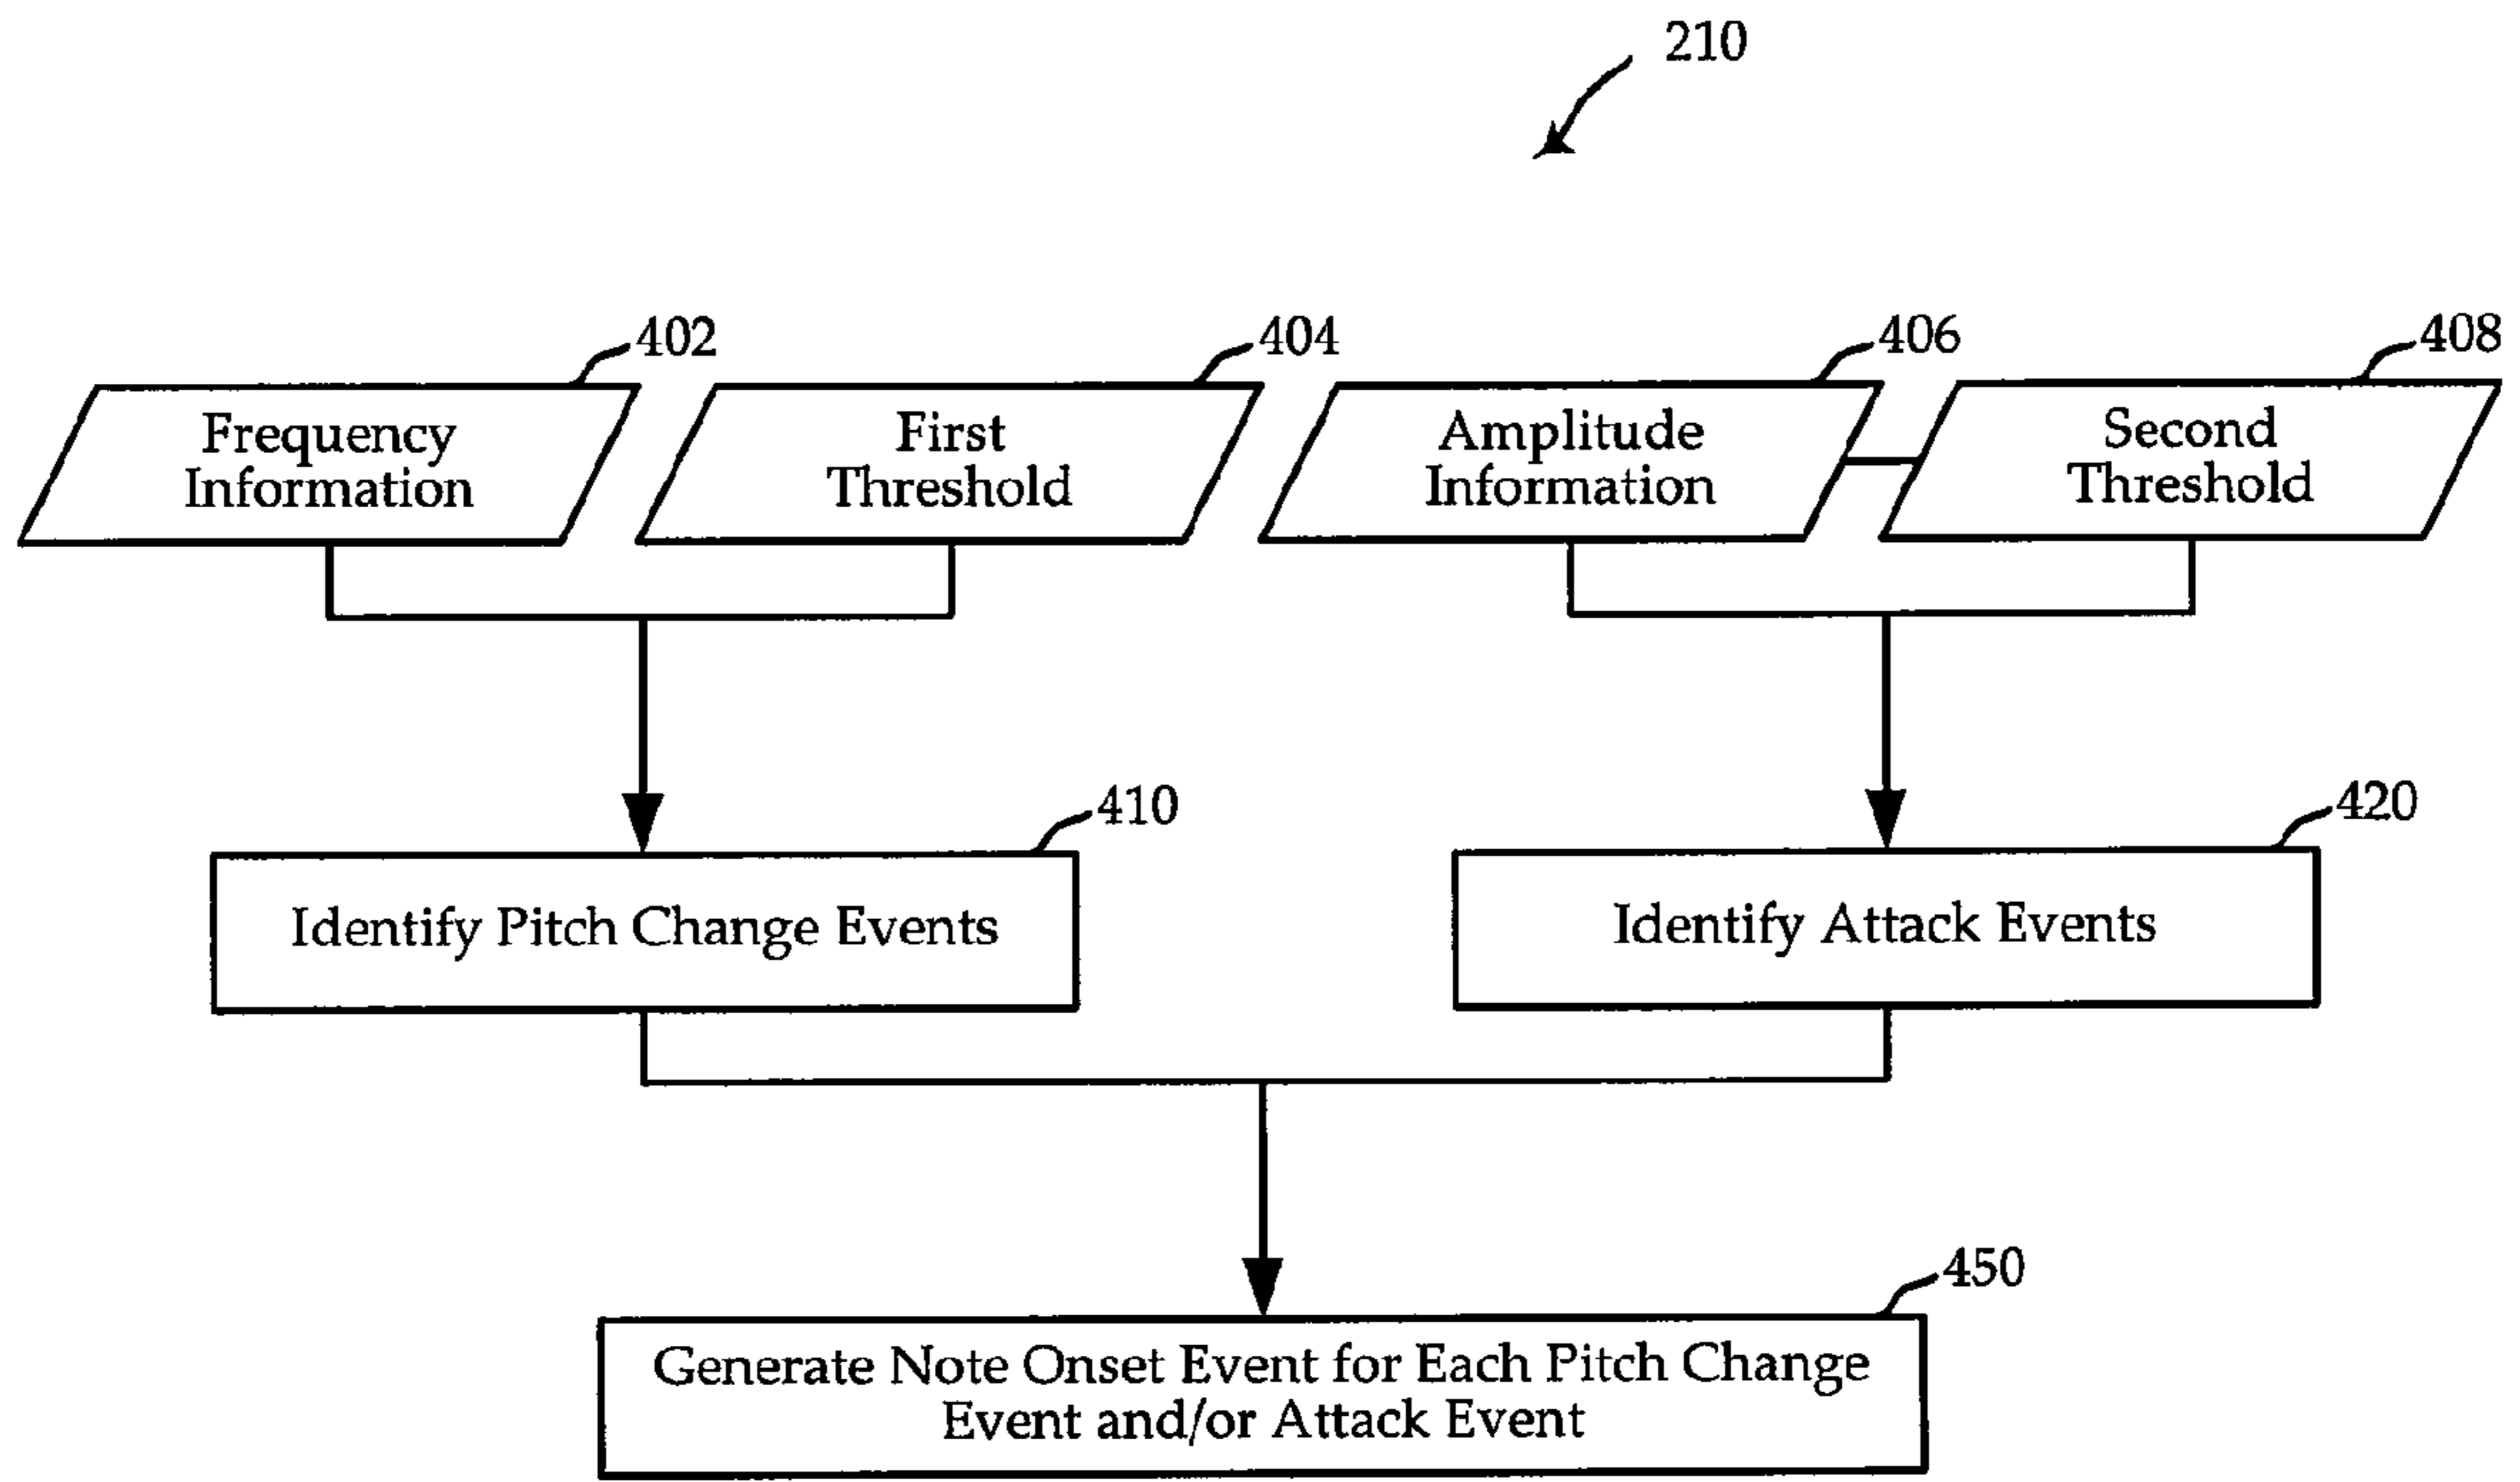 210
402
404
406
408
Frequency
Information
First
Threshold
Amplitude
Information
Second
Threshold
410
420
Identify Pitch Change Events
Identify Attack Events
450
Generate Note Onset Event for Each Pitch Change
Event and/or Attack Event